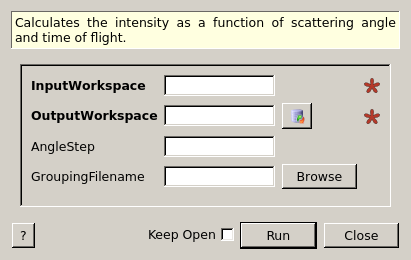 Calculates the intensity as a function of scattering angle
and time of flight.
InputWorkspace
OutputWorkspace
AngleStep
GroupingFilename Browse
? Keep Open Run Close